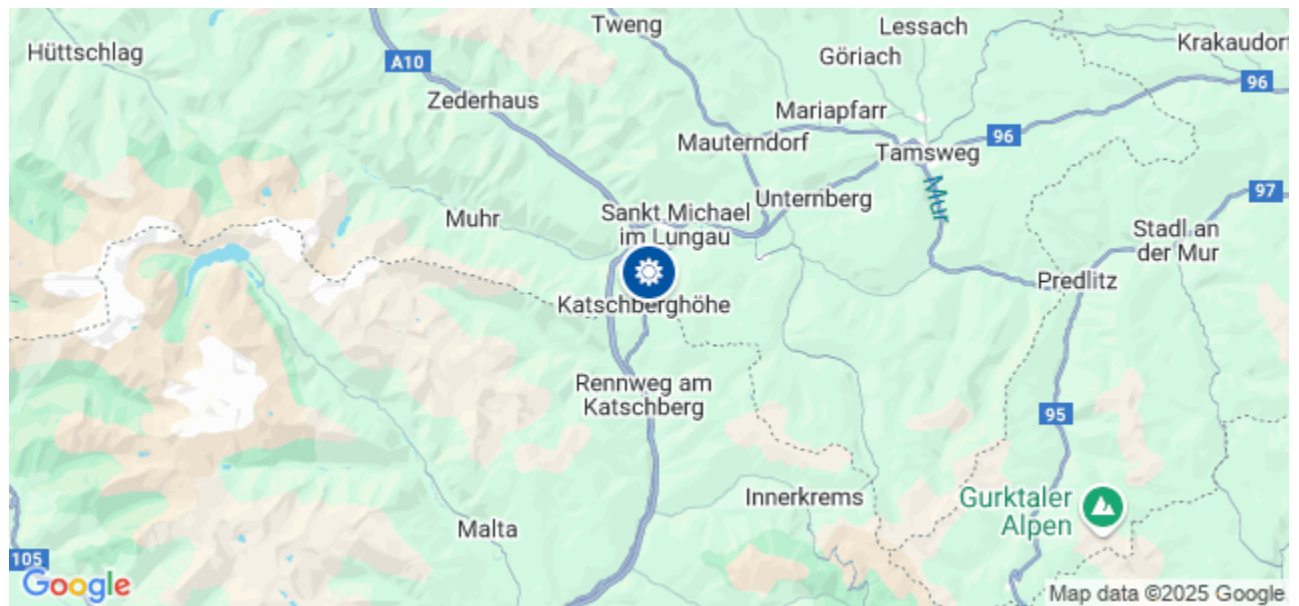 Tweng
Lessach
Hüttschlag
A10
Göriach
Krakaudorf
96
Zederhaus
Mariapfarr
96
Mauterndorf
Tamsweg
Mur
97
Unternberg
Muhr
Sankt Michael
im Lungau
Stadl an
der Mur
Predlitz
Katschberghöhe
Rennweg am
Katschberg
95
Innerkrems
Gurktaler
Alpen
Malta
105
Google
Map data ©2025 Google